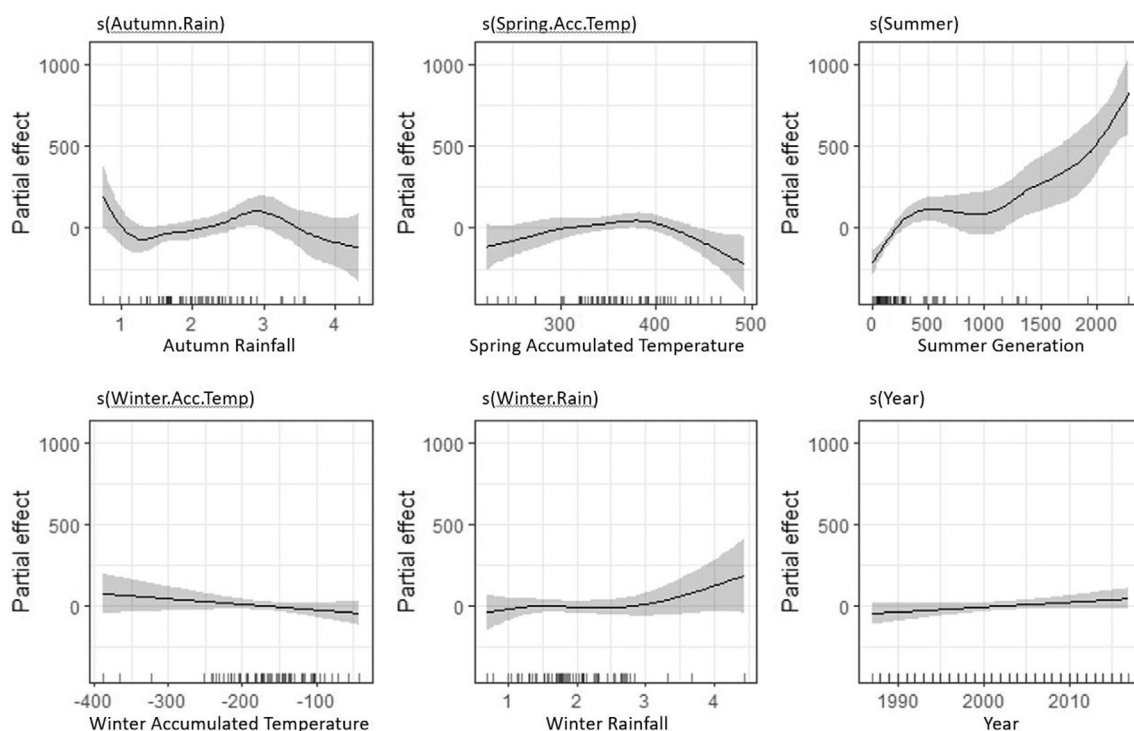 s(Autumn.Rain)
s(Spring.Acc.Temp)
s(Summer)
1000
500
0
Partial effect
1 2 3 4
Autumn Rainfall
1000
500
0
Partial effect
300 400 500
Spring Accumulated Temperature
1000
500
0
Partial effect
0 500 1000 1500 2000
Summer Generation
s(Winter.Acc.Temp)
s(Winter.Rain)
s(Year)
1000
500
0
Partial effect
-400 -300 -200 -100
Winter Accumulated Temperature
1000
500
0
Partial effect
1 2 3 4
Winter Rainfall
1000
500
0
Partial effect
1990 2000 2010
Year